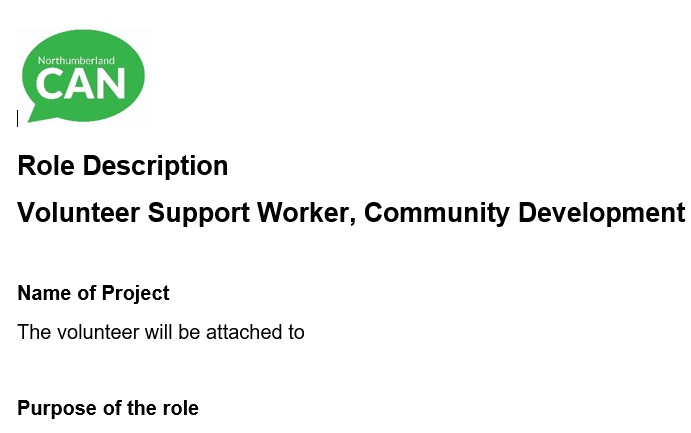 Northumberland
CAN
Role Description
Volunteer Support Worker, Community Development
Name of Project
The volunteer will be attached to
Purpose of the role